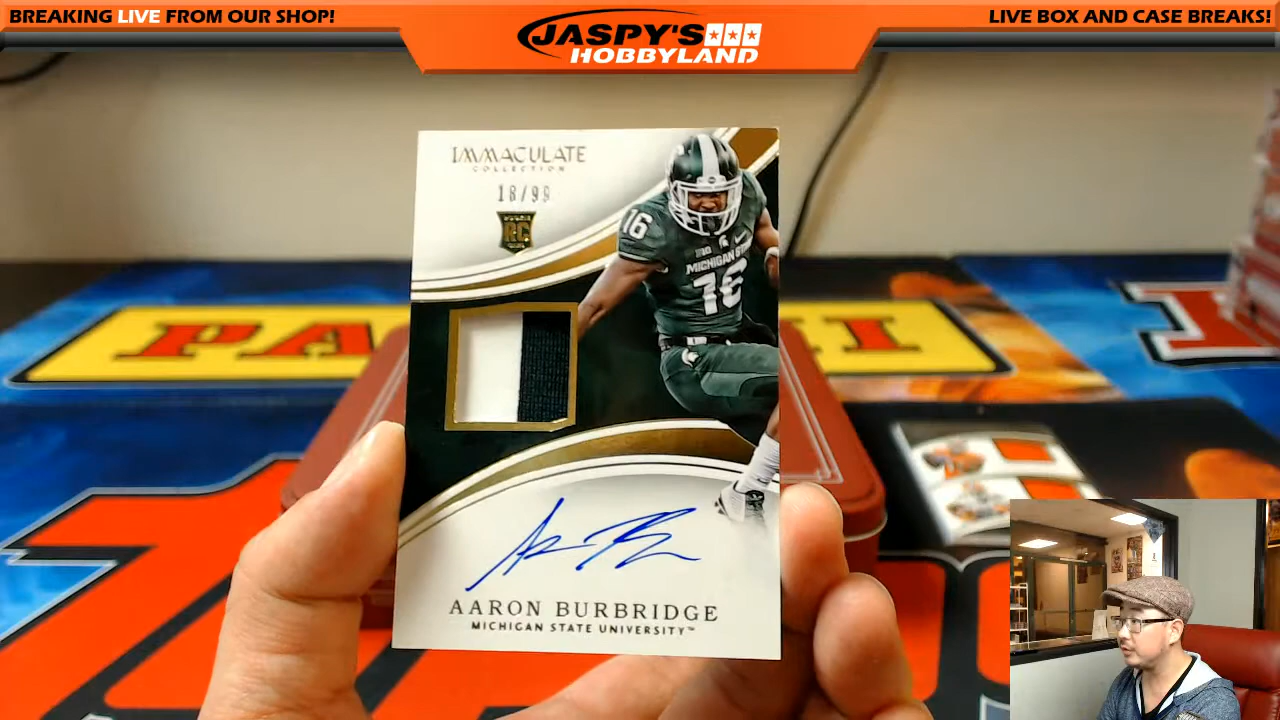 BREAKING LIVE FROM OUR SHOP!
JASPY'S
HOBBYLAND
LIVE BOX AND CASE BREAKS!
IMMACULATE
COLLECTION
18/99
RC
16
MICHIGAN STATE
16
AARON BURBRIDGE
MICHIGAN STATE UNIVERSITY™